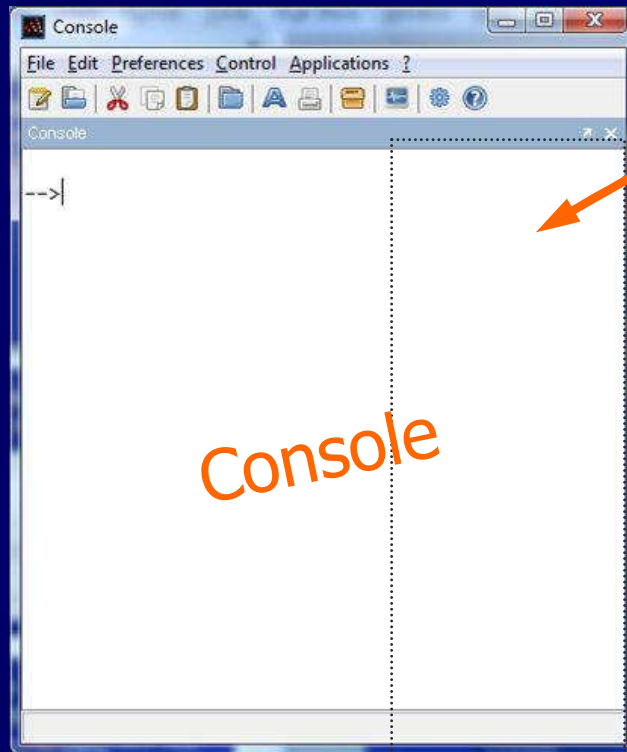 Console
File Edit Preferences Control Applications ?
Console
-->
Console